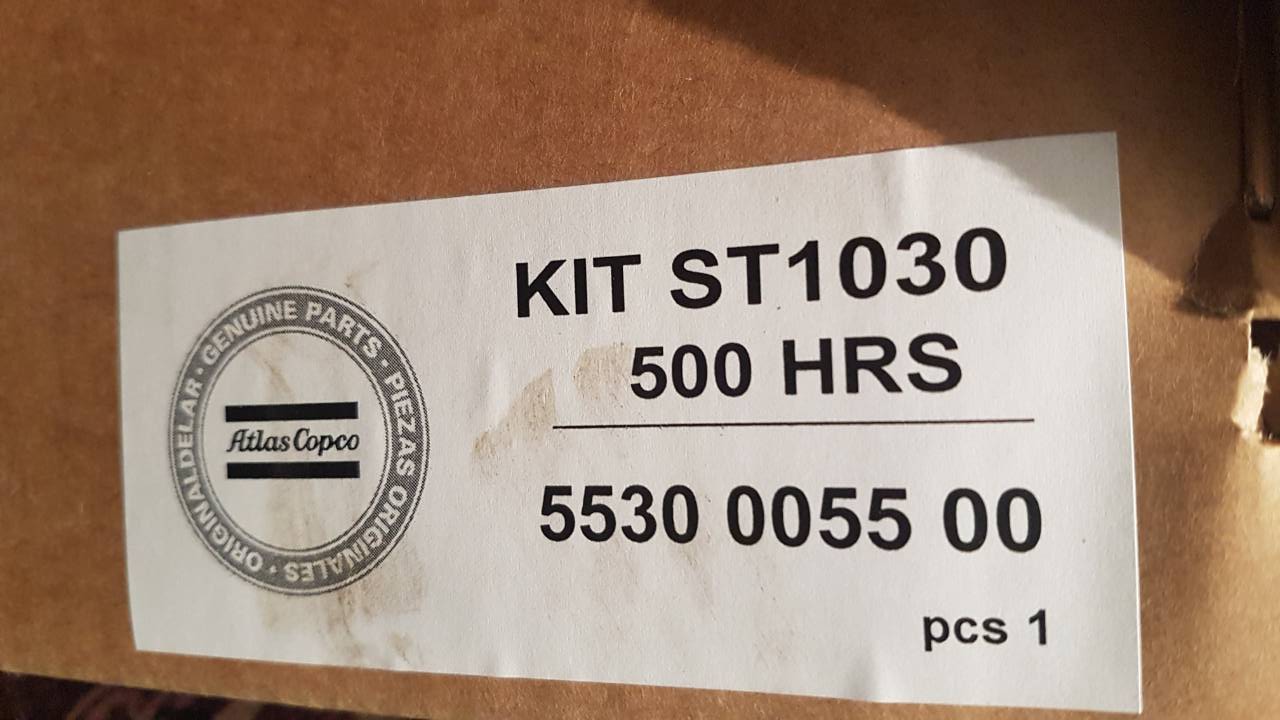 KIT ST1030
500 HRS
5530 0055 00
pcs 1
GENUINE PARTS · PIEZAS ORIGINALES · ORIGINALDELAR ·
Atlas Copco